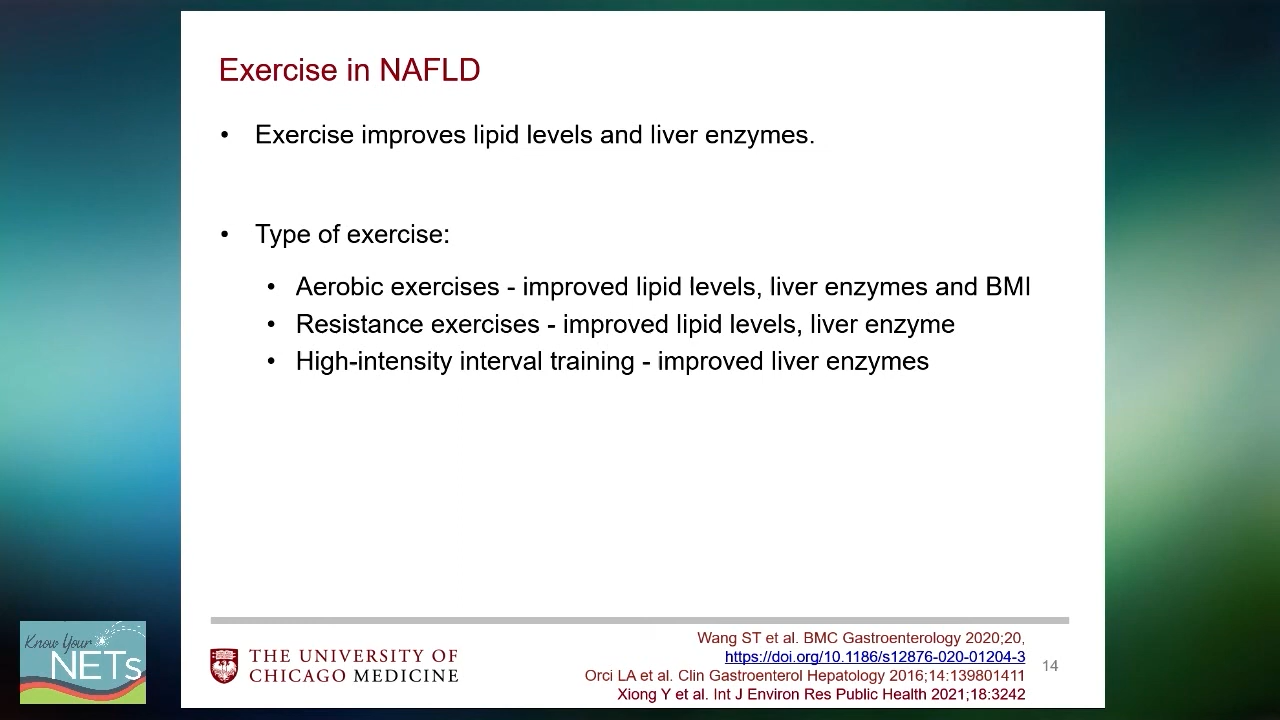 Exercise in NAFLD
• Exercise improves lipid levels and liver enzymes.
• Type of exercise:
• Aerobic exercises - improved lipid levels, liver enzymes and BMI
• Resistance exercises - improved lipid levels, liver enzyme
• High-intensity interval training - improved liver enzymes
Wang ST et al. BMC Gastroenterology 2020;20,
https://doi.org/10.1186/s12876-020-01204-3
Orci LA et al. Clin Gastroenterol Hepatology 2016;14:139801411
Xiong Y et al. Int J Environ Res Public Health 2021;18:3242
14
THE UNIVERSITY OF
CHICAGO MEDICINE
Know Your
NETs